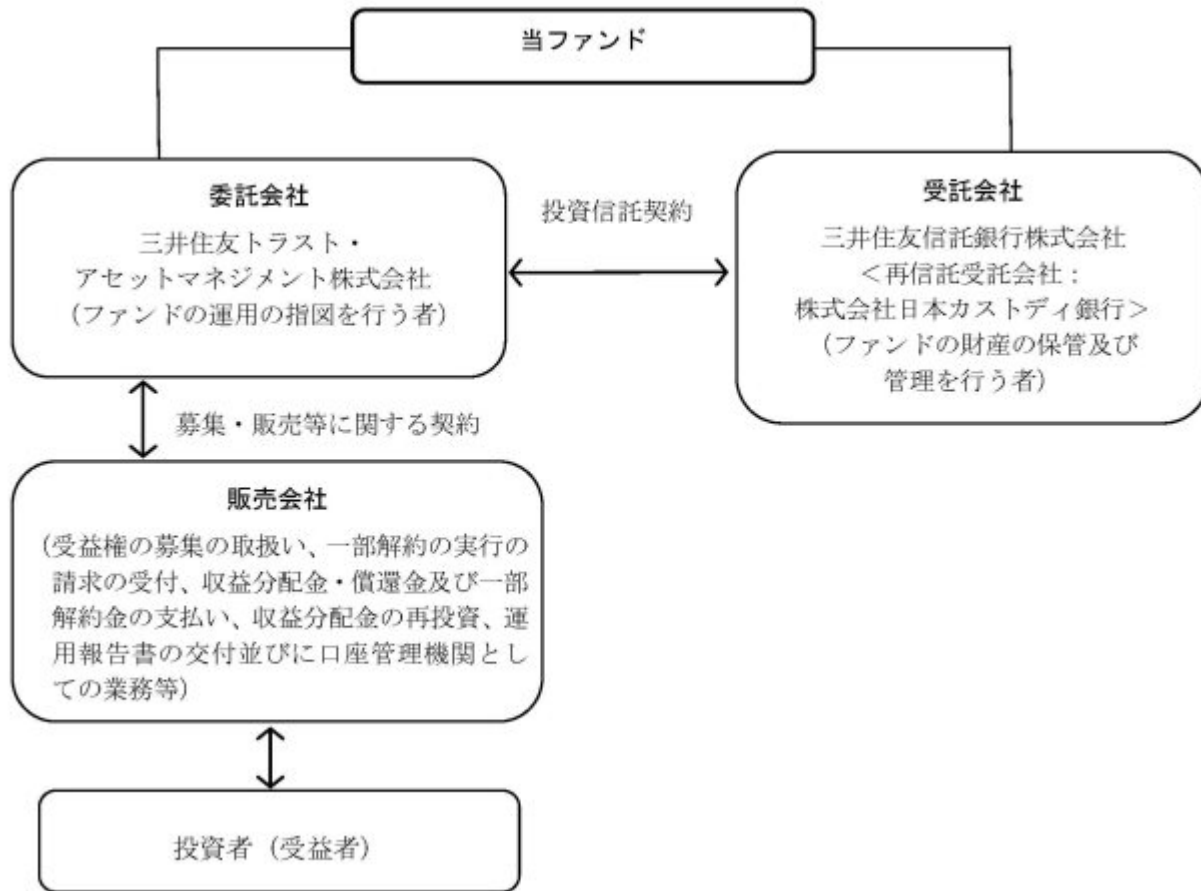 当ファンド
委託会社
三井住友トラスト・
アセットマネジメント株式会社
（ファンドの運用の指図を行う者）
投資信託契約
受託会社
三井住友信託銀行株式会社
＜再信託受託会社：
株式会社日本カストディ銀行＞
（ファンドの財産の保管及び
管理を行う者）
募集・販売等に関する契約
販売会社
（受益権の募集の取扱い、一部解約の実行の
請求の受付、収益分配金・償還金及び一部
解約金の支払い、収益分配金の再投資、運
用報告書の交付並びに口座管理機関とし
ての業務等）
投資者（受益者）